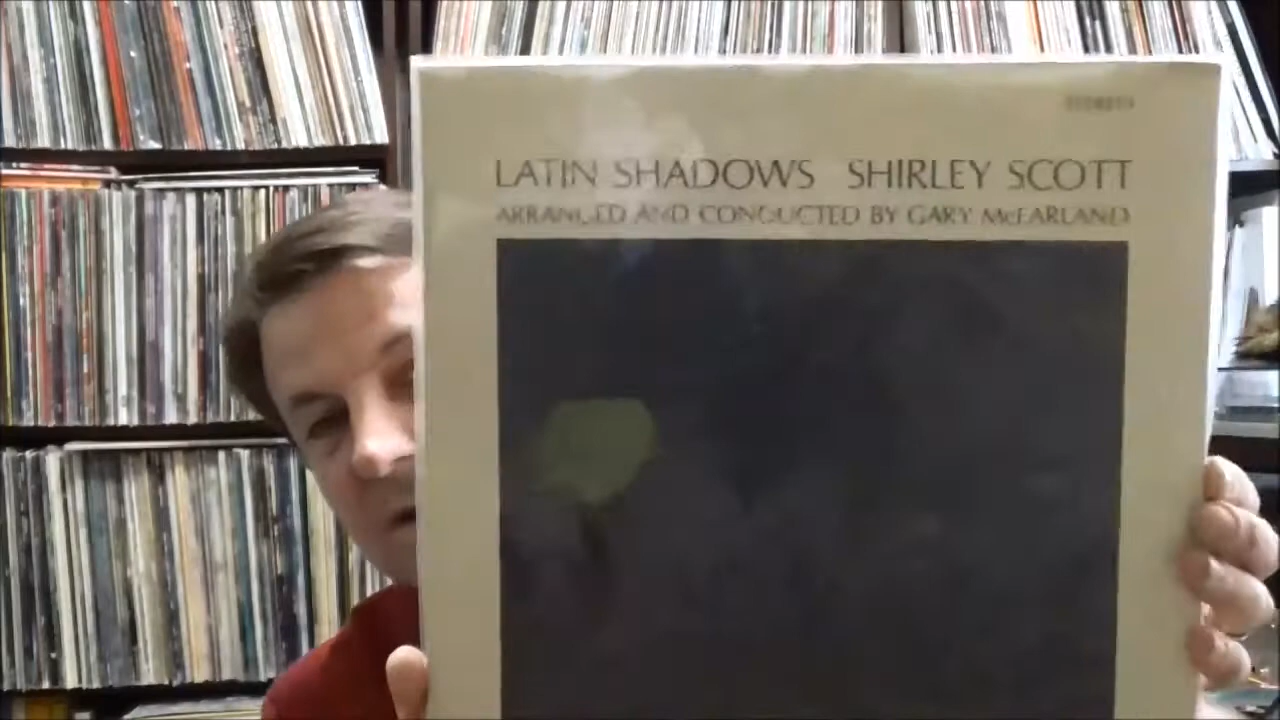 LATIN SHADOWS SHIRLEY SCOTT
ARRANGED AND CONDUCTED BY GARY McFARLAND